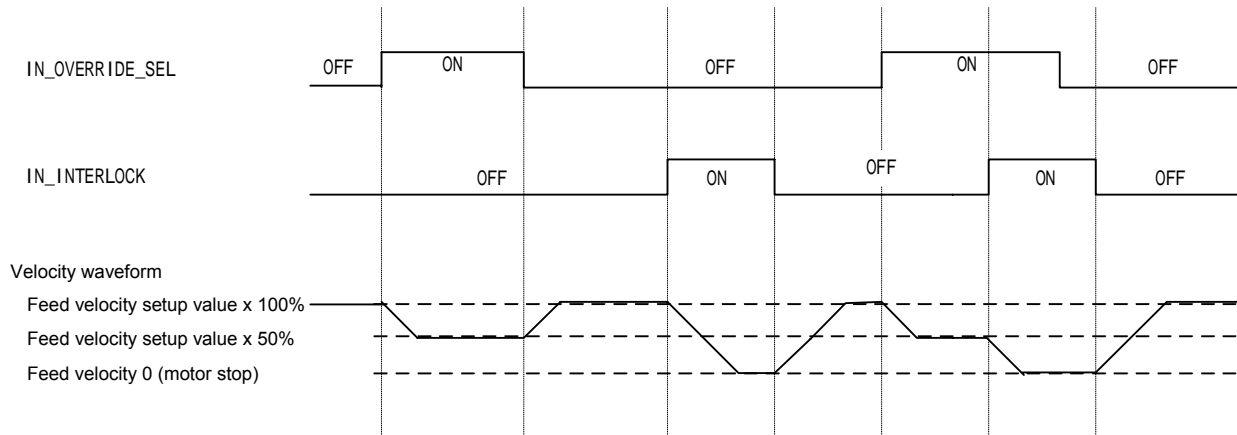 IN_OVERRIDE_SEL OFF ON OFF ON OFF
IN_INTERLOCK OFF ON OFF ON OFF
Velocity waveform
Feed velocity setup value x 100%
Feed velocity setup value x 50%
Feed velocity 0 (motor stop)